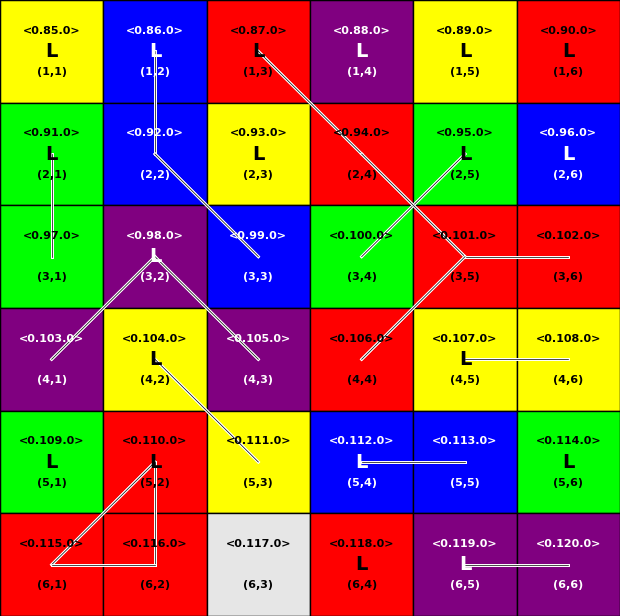 <0.85.0> <0.86.0> <0.87.0> <0.88.0> <0.89.0> <0.90.0>
L L L L L L
(1,1) (1,2) (1,3) (1,4) (1,5) (1,6)
<0.91.0> <0.92.0> <0.93.0> <0.94.0> <0.95.0> <0.96.0>
L L L L
(2,1) (2,2) (2,3) (2,4) (2,5) (2,6)
<0.97.0> <0.98.0> <0.99.0> <0.100.0> <0.101.0> <0.102.0>
L
(3,1) (3,2) (3,3) (3,4) (3,5) (3,6)
<0.103.0> <0.104.0> <0.105.0> <0.106.0> <0.107.0> <0.108.0>
L L
(4,1) (4,2) (4,3) (4,4) (4,5) (4,6)
<0.109.0> <0.110.0> <0.111.0> <0.112.0> <0.113.0> <0.114.0>
L L L L
(5,1) (5,2) (5,3) (5,4) (5,5) (5,6)
<0.115.0> <0.116.0> <0.117.0> <0.118.0> <0.119.0> <0.120.0>
L L
(6,1) (6,2) (6,3) (6,4) (6,5) (6,6)